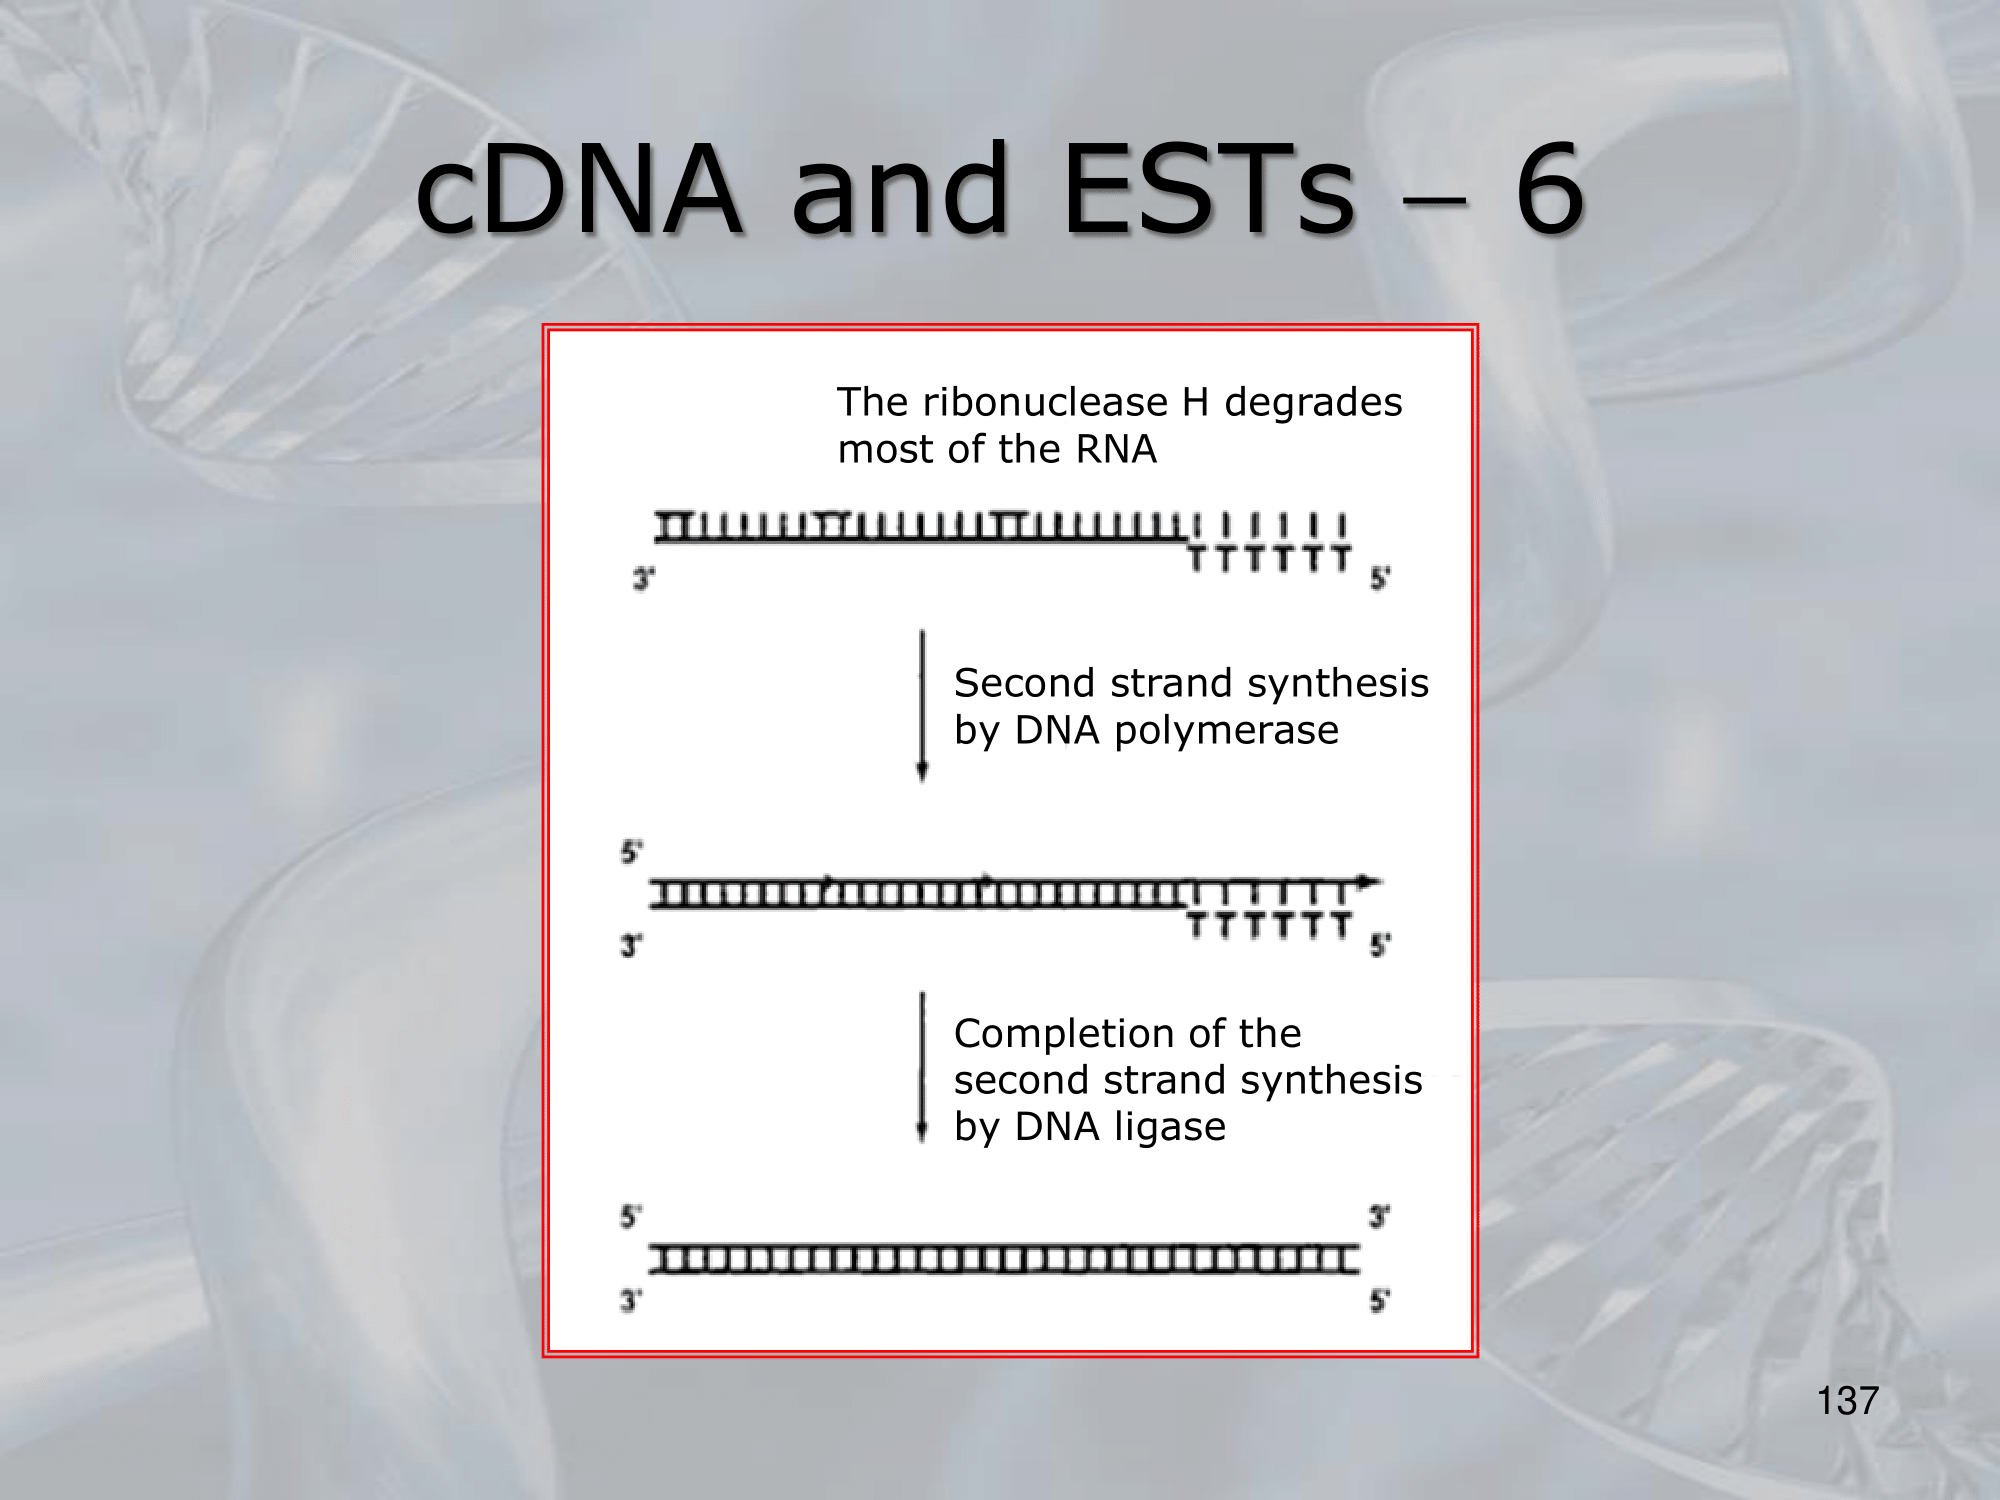 cDNA and ESTs – 6
The ribonuclease H degrades
most of the RNA
T T T T T T
3' 5'
Second strand synthesis
by DNA polymerase
5'
T T T T T T
3' 5'
Completion of the
second strand synthesis
by DNA ligase
5' 3'
3' 5'
137